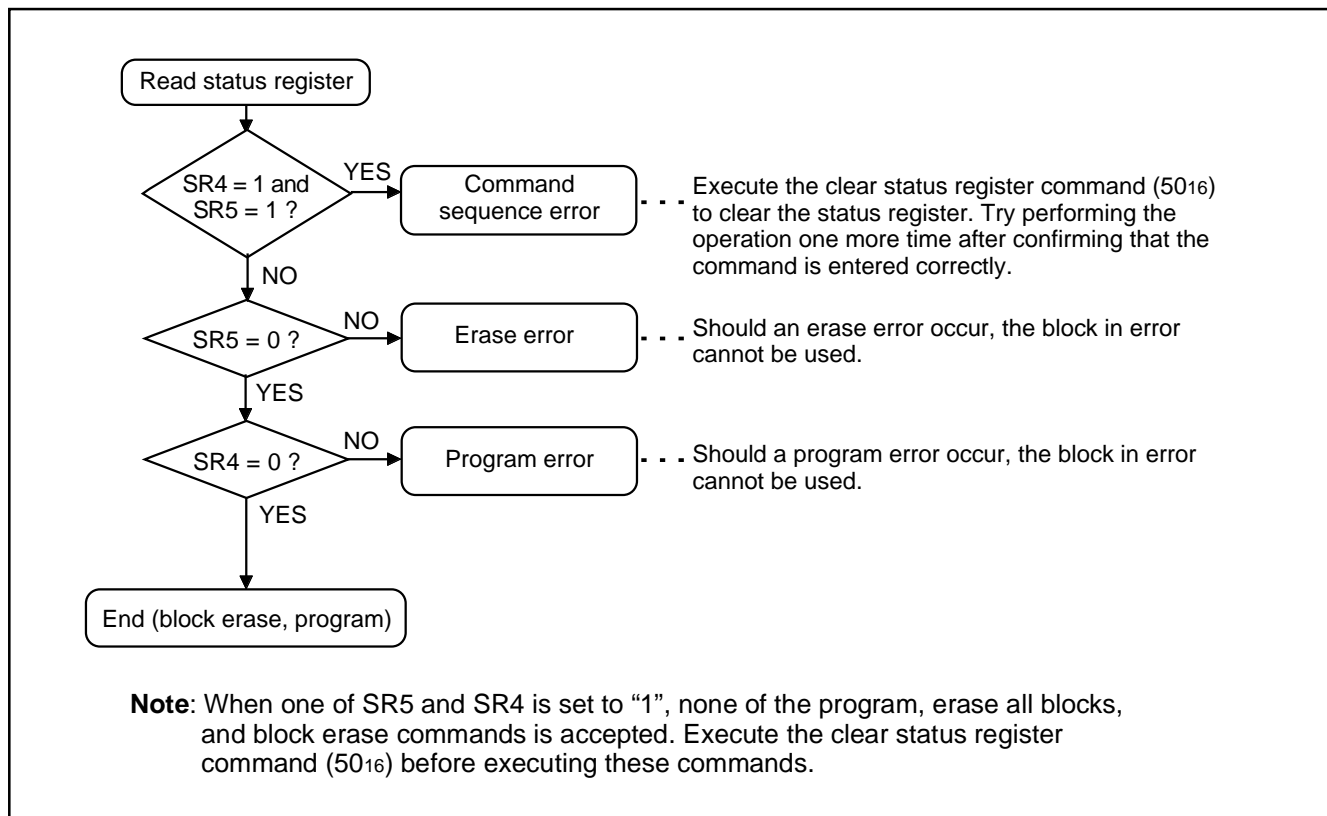 Read status register
SR4 = 1 and
SR5 = 1 ?
YES
Command
sequence error
Execute the clear status register command (5016)
to clear the status register. Try performing the
operation one more time after confirming that the
command is entered correctly.
NO
SR5 = 0 ?
NO
Erase error
Should an erase error occur, the block in error
cannot be used.
YES
SR4 = 0 ?
NO
Program error
Should a program error occur, the block in error
cannot be used.
YES
End (block erase, program)
Note: When one of SR5 and SR4 is set to “1”, none of the program, erase all blocks,
and block erase commands is accepted. Execute the clear status register
command (5016) before executing these commands.